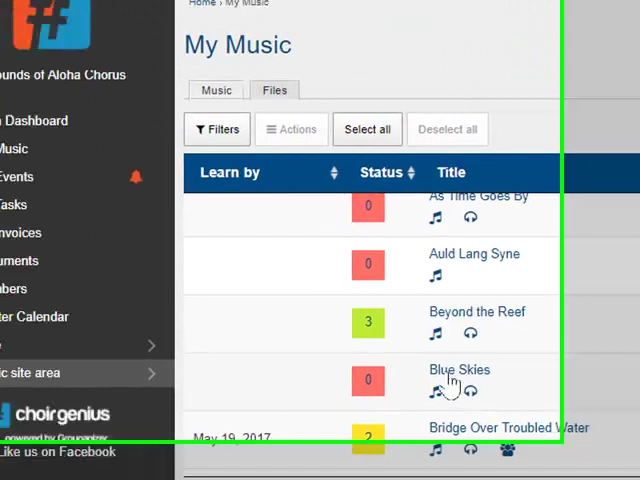 Home › My Music
My Music
ounds of Aloha Chorus
Music
Files
Dashboard
Filters
Actions
Select all
Deselect all
Music
Learn by
Status
Title
Events
As Time Goes By
0
asks
nvoices
0
Auld Lang Syne
uments
bers
3
Beyond the Reef
ter Calendar
0
Blue Skies
c site area
choirgenius
powered by Groupanizer
May 19, 2017
2
Bridge Over Troubled Water
Like us on Facebook